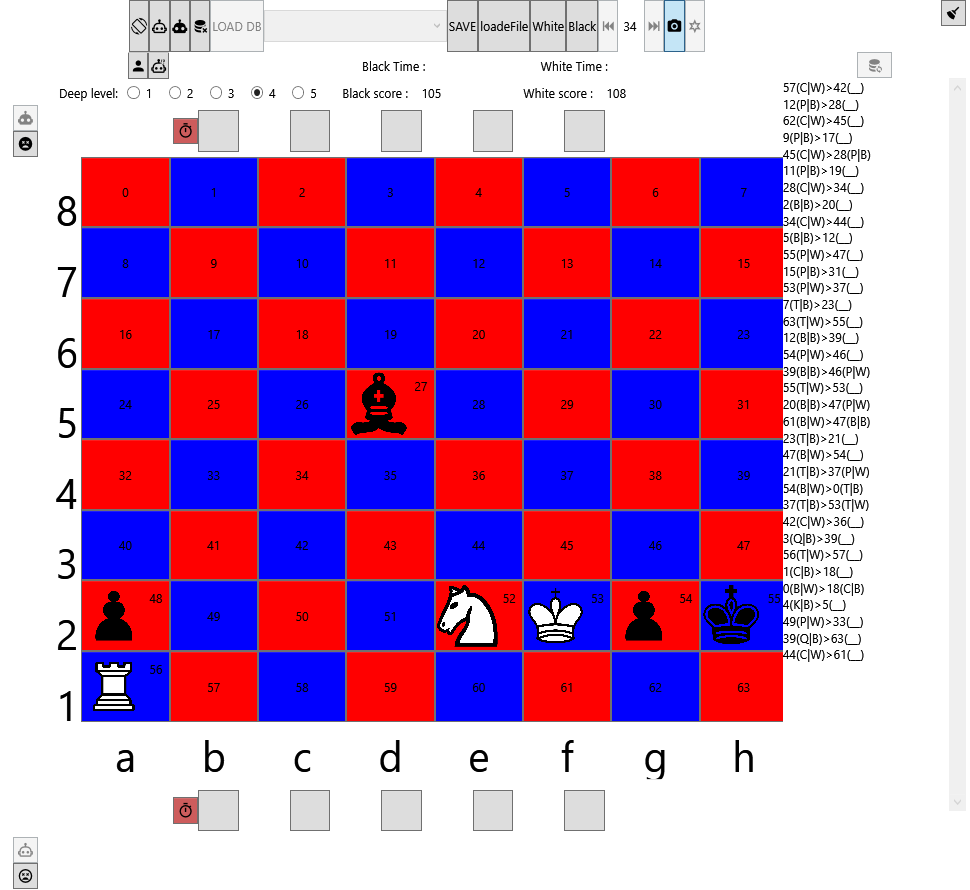 LOAD DB SAVE loadeFile White Black 34
Black Time : White Time :
Deep level: 1 2 3 4 5 Black score : 105 White score : 108
57(C|W)>42(__)
12(P|B)>28(__)
62(C|W)>45(__)
9(P|B)>17(__)
45(C|W)>28(P|B)
11(P|B)>19(__)
28(C|W)>34(__)
2(B|B)>20(__)
34(C|W)>44(__)
5(B|B)>12(__)
55(P|W)>47(__)
15(P|B)>31(__)
53(P|W)>37(__)
7(T|B)>23(__)
63(T|W)>55(__)
12(B|B)>39(__)
54(P|W)>46(__)
39(B|B)>46(P|W)
55(T|W)>53(__)
20(B|B)>47(P|W)
61(B|W)>47(B|B)
23(T|B)>21(__)
47(B|W)>54(__)
21(T|B)>37(P|W)
54(B|W)>0(T|B)
37(T|B)>53(T|W)
42(C|W)>36(__)
3(Q|B)>39(__)
56(T|W)>57(__)
1(C|B)>18(__)
0(B|W)>18(C|B)
4(K|B)>5(__)
49(P|W)>33(__)
39(Q|B)>63(__)
44(C|W)>61(__)
8 0 1 2 3 4 5 6 7
7 8 9 10 11 12 13 14 15
6 16 17 18 19 20 21 22 23
5 24 25 26 27 28 29 30 31
4 32 33 34 35 36 37 38 39
3 40 41 42 43 44 45 46 47
2 48 49 50 51 52 53 54 55
1 56 57 58 59 60 61 62 63
a b c d e f g h